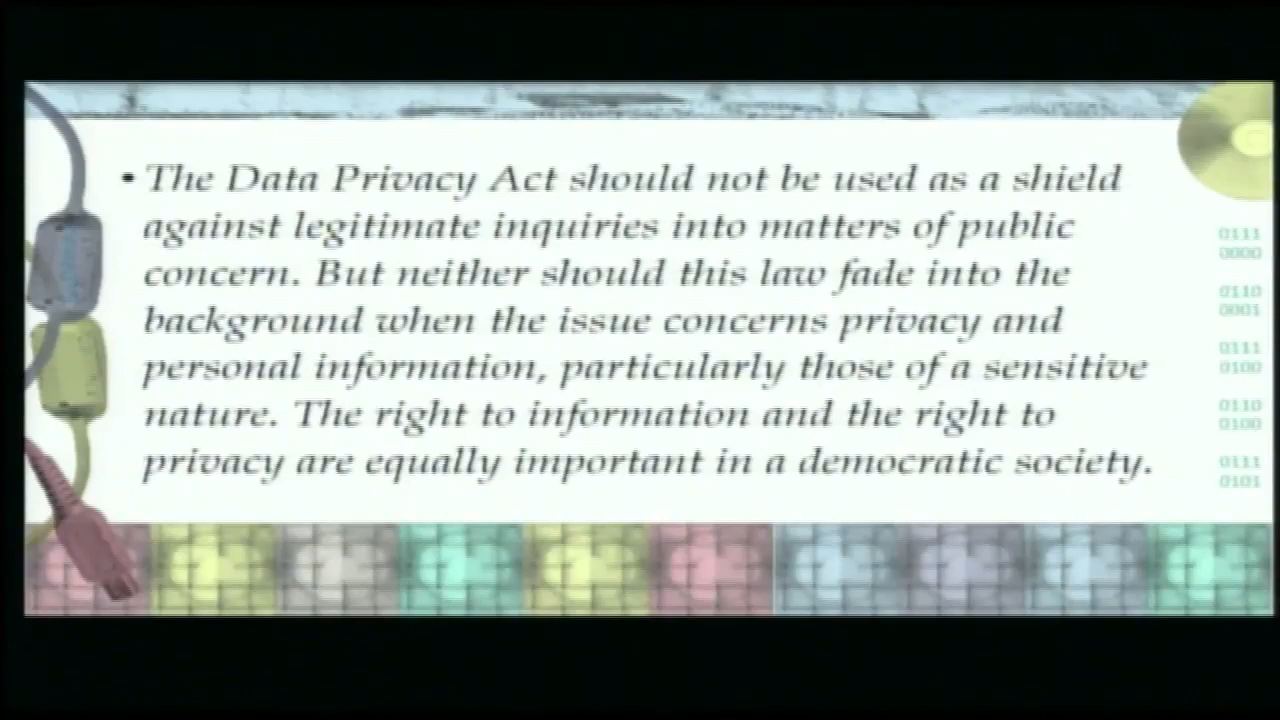 • The Data Privacy Act should not be used as a shield
against legitimate inquiries into matters of public
concern. But neither should this law fade into the
background when the issue concerns privacy and
personal information, particularly those of a sensitive
nature. The right to information and the right to
privacy are equally important in a democratic society.
0111
0000
0110
0001
0111
0100
0110
0100
0111
0101